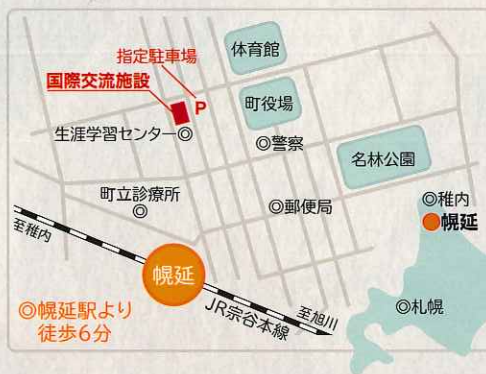 指定駐車場
国際交流施設
P
体育館
町役場
生涯学習センター◎
◎警察
名林公園
町立診療所
◎
◎郵便局
◎稚内
幌延
至稚内
幌延
◎幌延駅より
徒歩6分
JR宗谷本線
至旭川
◎札幌